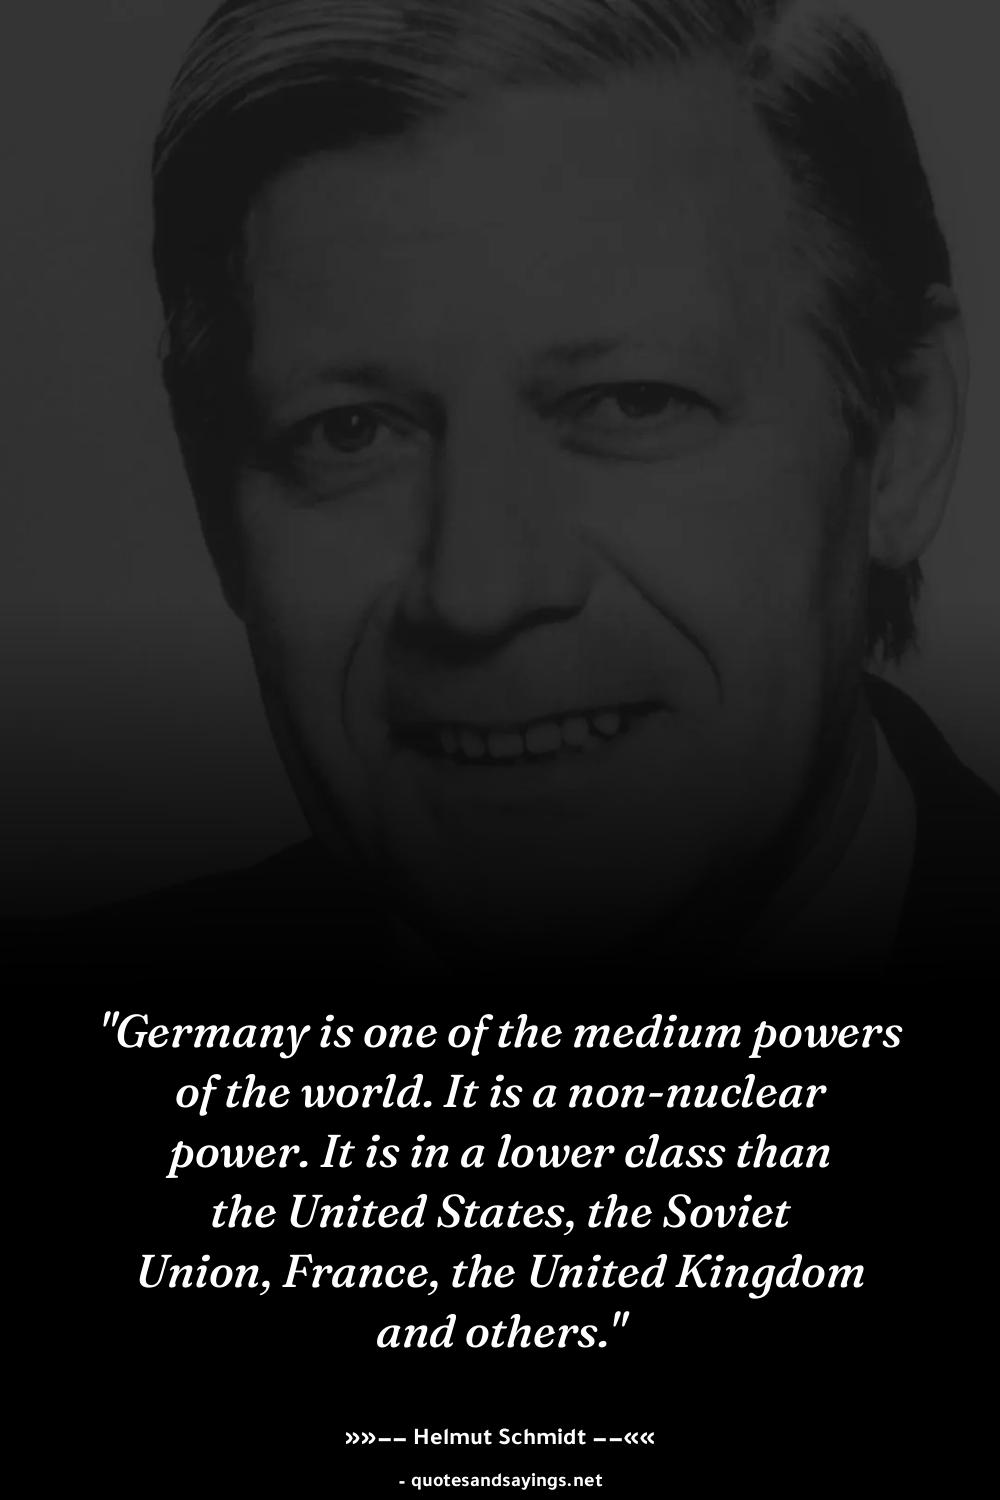 "Germany is one of the medium powers
of the world. It is a non-nuclear
power. It is in a lower class than
the United States, the Soviet
Union, France, the United Kingdom
and others."
»»−− Helmut Schmidt −−««
- quotesandsayings.net